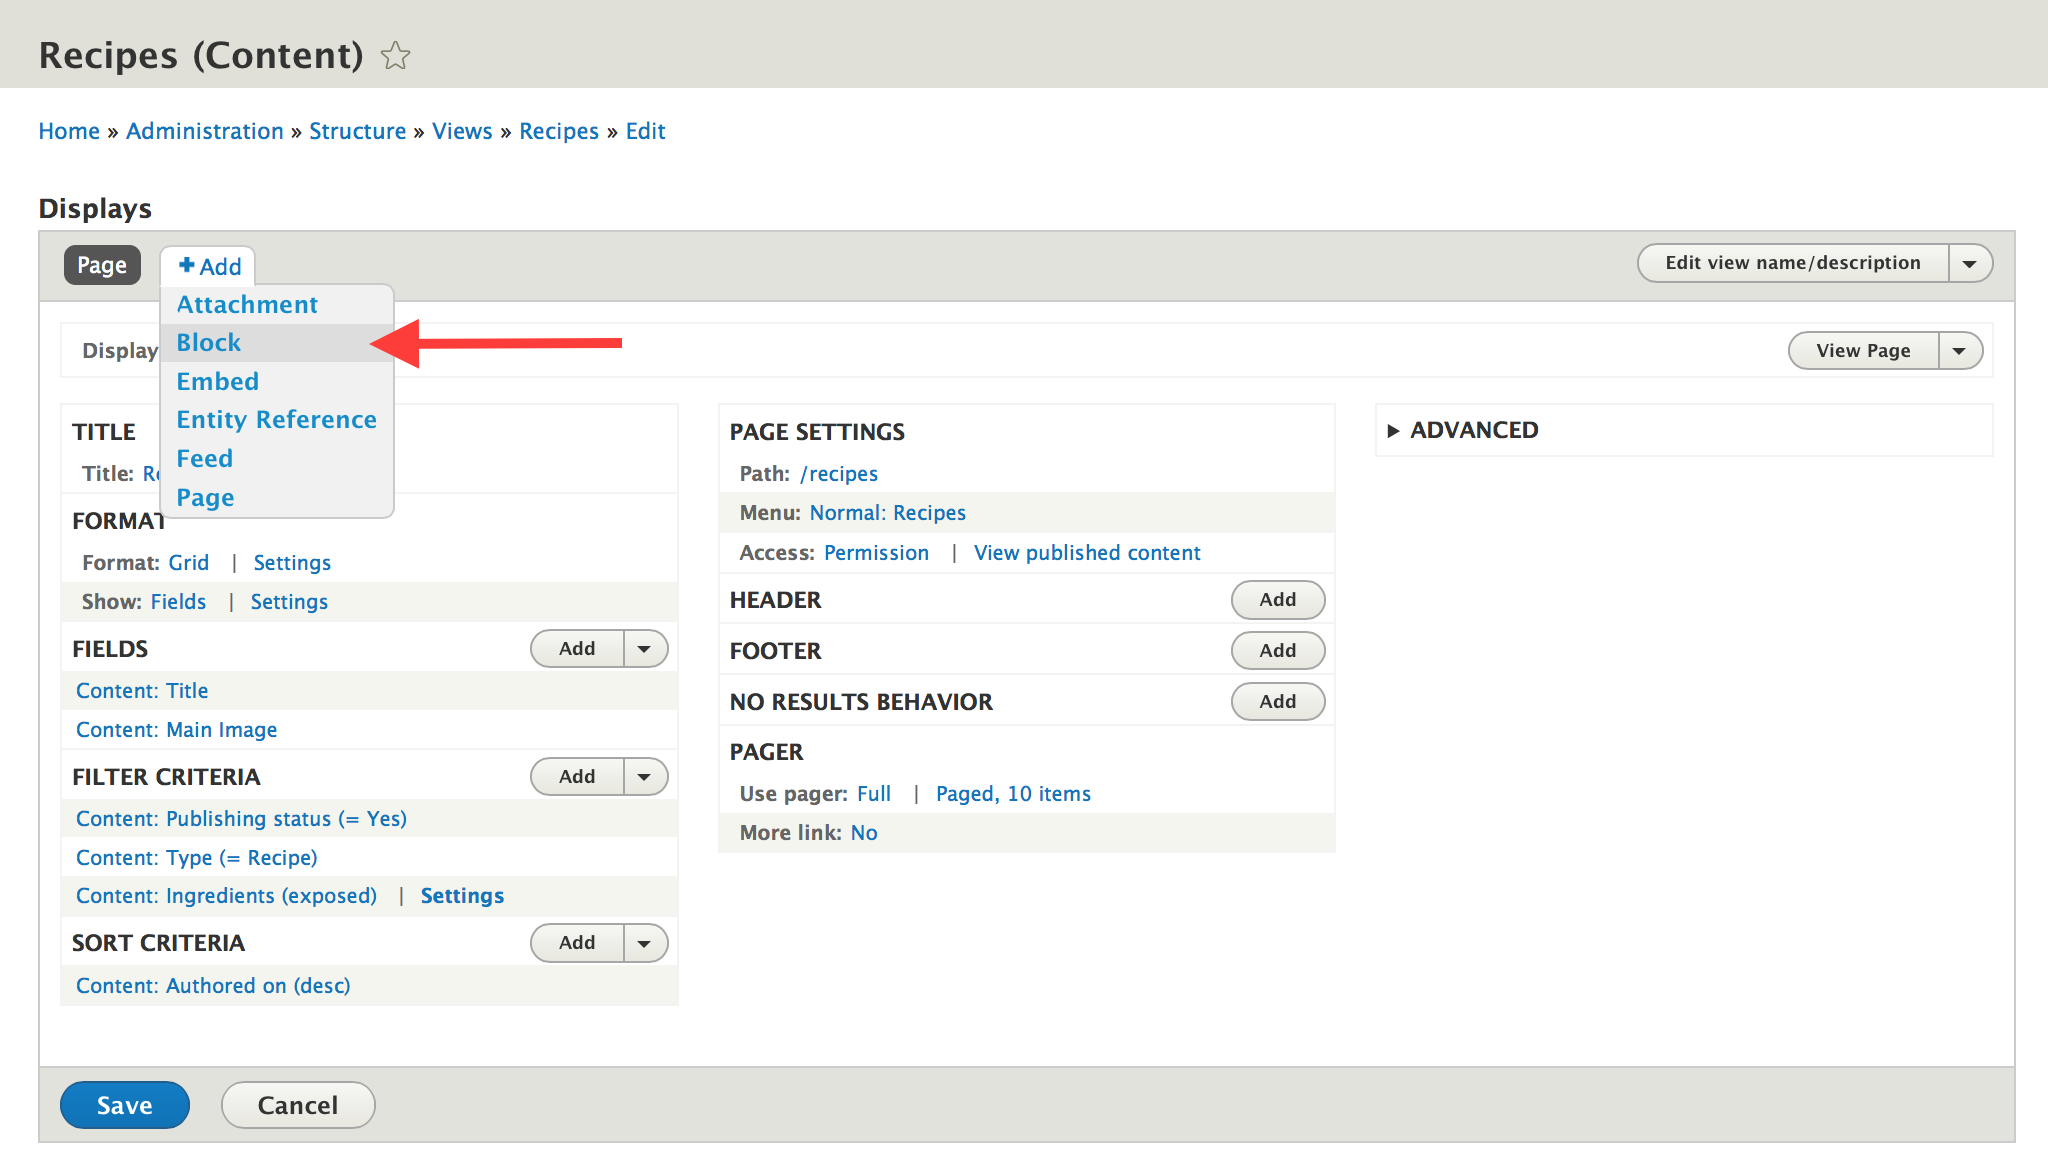 Recipes (Content)
Home » Administration » Structure » Views » Recipes » Edit
Displays
Page
Add
Edit view name/description
Attachment
Block
Embed
Entity Reference
Feed
Page
Display
View Page
TITLE
Title:
FORMAT
Format: Grid | Settings
Show: Fields | Settings
FIELDS Add
Content: Title
Content: Main Image
FILTER CRITERIA Add
Content: Publishing status (= Yes)
Content: Type (= Recipe)
Content: Ingredients (exposed) | Settings
SORT CRITERIA Add
Content: Authored on (desc)
PAGE SETTINGS
Path: /recipes
Menu: Normal: Recipes
Access: Permission | View published content
HEADER Add
FOOTER Add
NO RESULTS BEHAVIOR Add
PAGER
Use pager: Full | Paged, 10 items
More link: No
ADVANCED
Save
Cancel